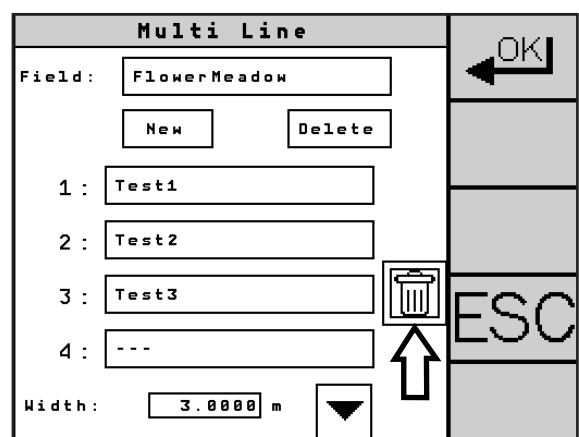 Multi Line
OK
Field: FlowerMeadow
New Delete
1: Test1
2: Test2
3: Test3
ESC
4: ---
Width: 3.0000 m